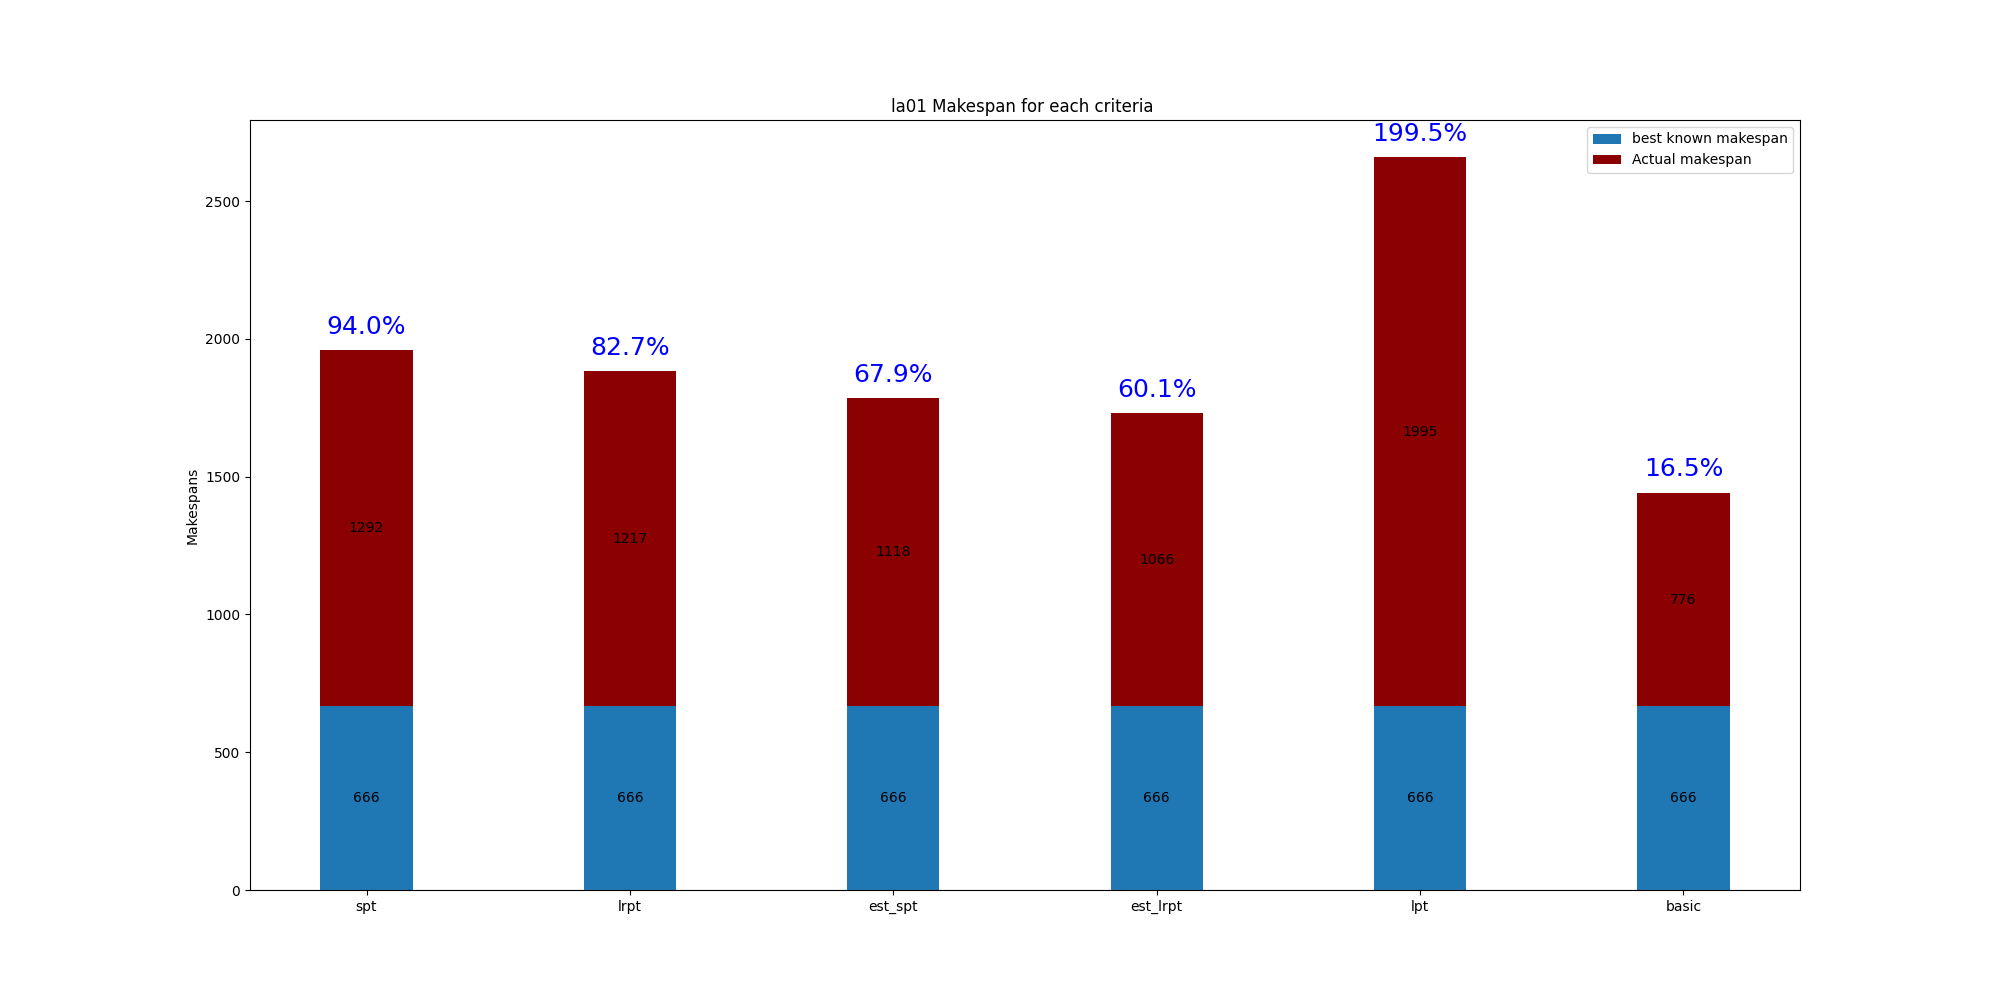 la01 Makespan for each criteria
best known makespan
Actual makespan
199.5%
94.0%
82.7%
67.9%
60.1%
16.5%
2500
2000
1500
1000
500
0
Makespans
1292
1217
1118
1066
1995
776
666
666
666
666
666
666
spt
lrpt
est_spt
est_lrpt
lpt
basic